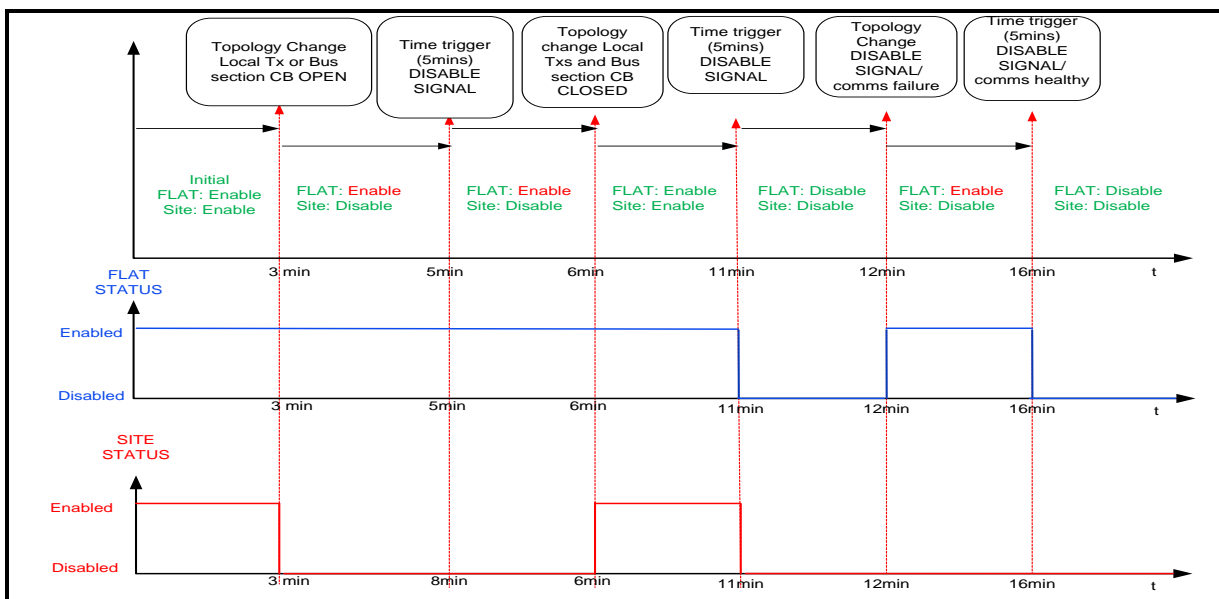 Topology Change
Local Tx or Bus
section CB OPEN
Time trigger
(5mins)
DISABLE
SIGNAL
Topology
change Local
Txs and Bus
section CB
CLOSED
Time trigger
(5mins)
DISABLE
SIGNAL
Topology
Change
DISABLE
SIGNAL/
comms failure
Time trigger
(5mins)
DISABLE
SIGNAL/
comms healthy
Initial
FLAT: Enable
Site: Enable
FLAT: Enable
Site: Disable
FLAT: Enable
Site: Disable
FLAT: Enable
Site: Enable
FLAT: Disable
Site: Disable
FLAT: Enable
Site: Disable
FLAT: Disable
Site: Disable
3 min
5min
6min
11min
12min
16min
t
FLAT
STATUS
Enabled
Disabled
3 min
5min
6min
11min
12min
16min
t
SITE
STATUS
Enabled
Disabled
3 min
8min
6min
11min
12min
16min
t